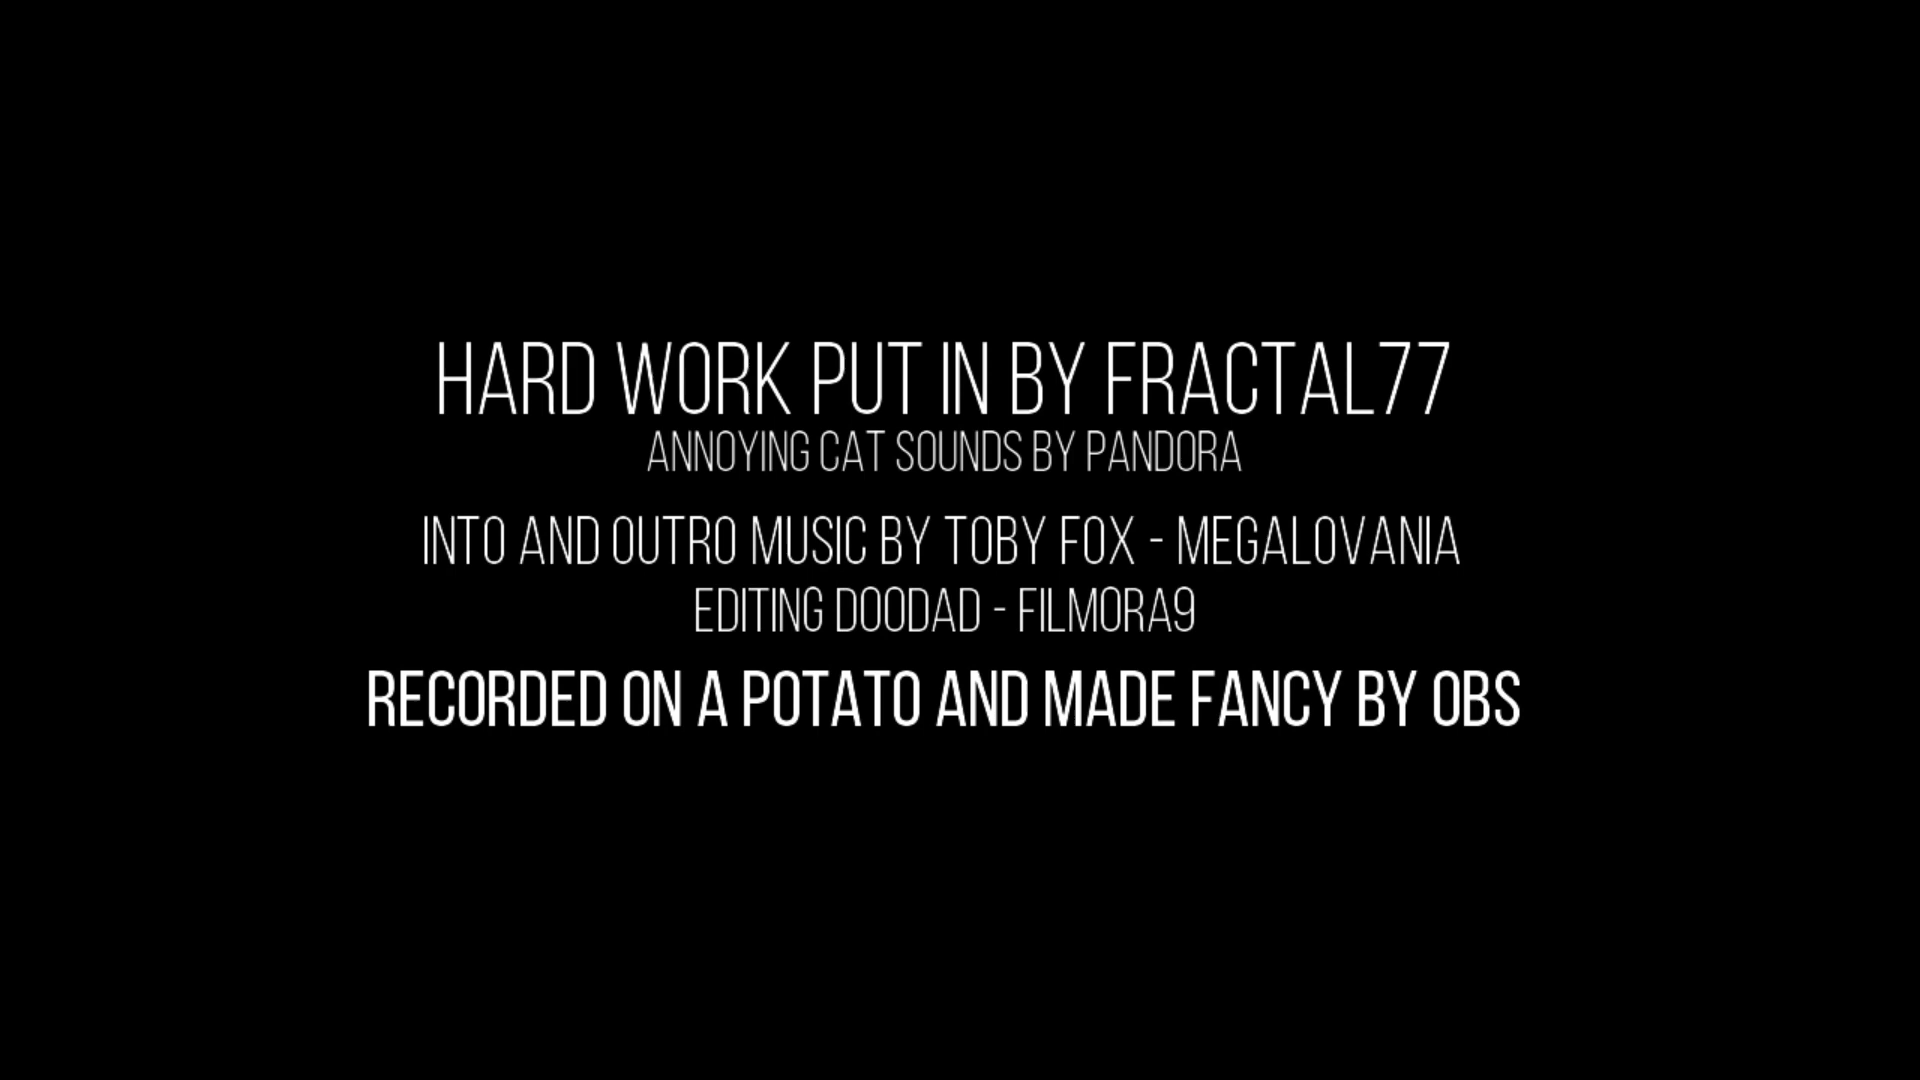 HARD WORK PUT IN BY FRACTAL77
ANNOYING CAT SOUNDS BY PANDORA
INTO AND OUTRO MUSIC BY TOBY FOX - MEGALOVANIA
EDITING DOODAD - FILMORA9
RECORDED ON A POTATO AND MADE FANCY BY OBS